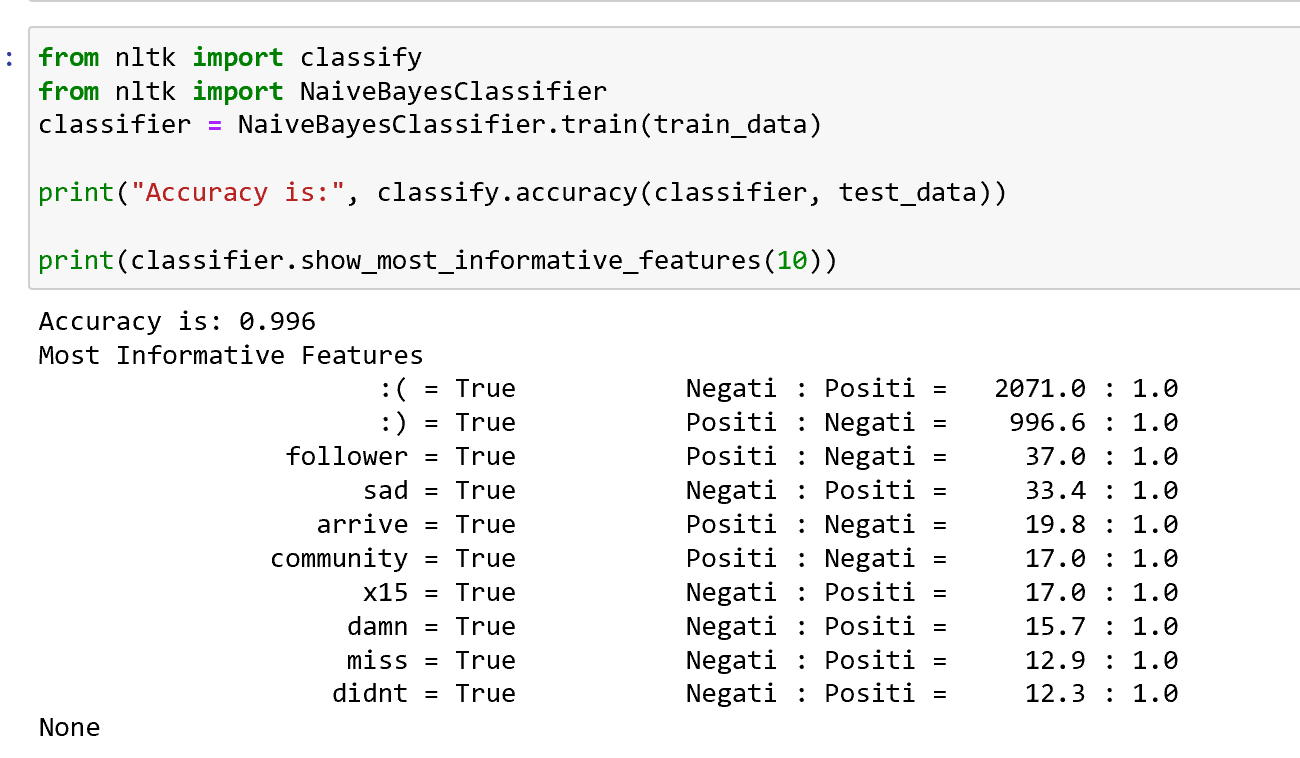 :
from nltk import classify
from nltk import NaiveBayesClassifier
classifier = NaiveBayesClassifier.train(train_data)
print("Accuracy is:", classify.accuracy(classifier, test_data))
print(classifier.show_most_informative_features(10))
Accuracy is: 0.996
Most Informative Features
:( = True Negati : Positi = 2071.0 : 1.0
:) = True Positi : Negati = 996.6 : 1.0
follower = True Positi : Negati = 37.0 : 1.0
sad = True Negati : Positi = 33.4 : 1.0
arrive = True Positi : Negati = 19.8 : 1.0
community = True Positi : Negati = 17.0 : 1.0
x15 = True Negati : Positi = 17.0 : 1.0
damn = True Negati : Positi = 15.7 : 1.0
miss = True Negati : Positi = 12.9 : 1.0
didnt = True Negati : Positi = 12.3 : 1.0
None